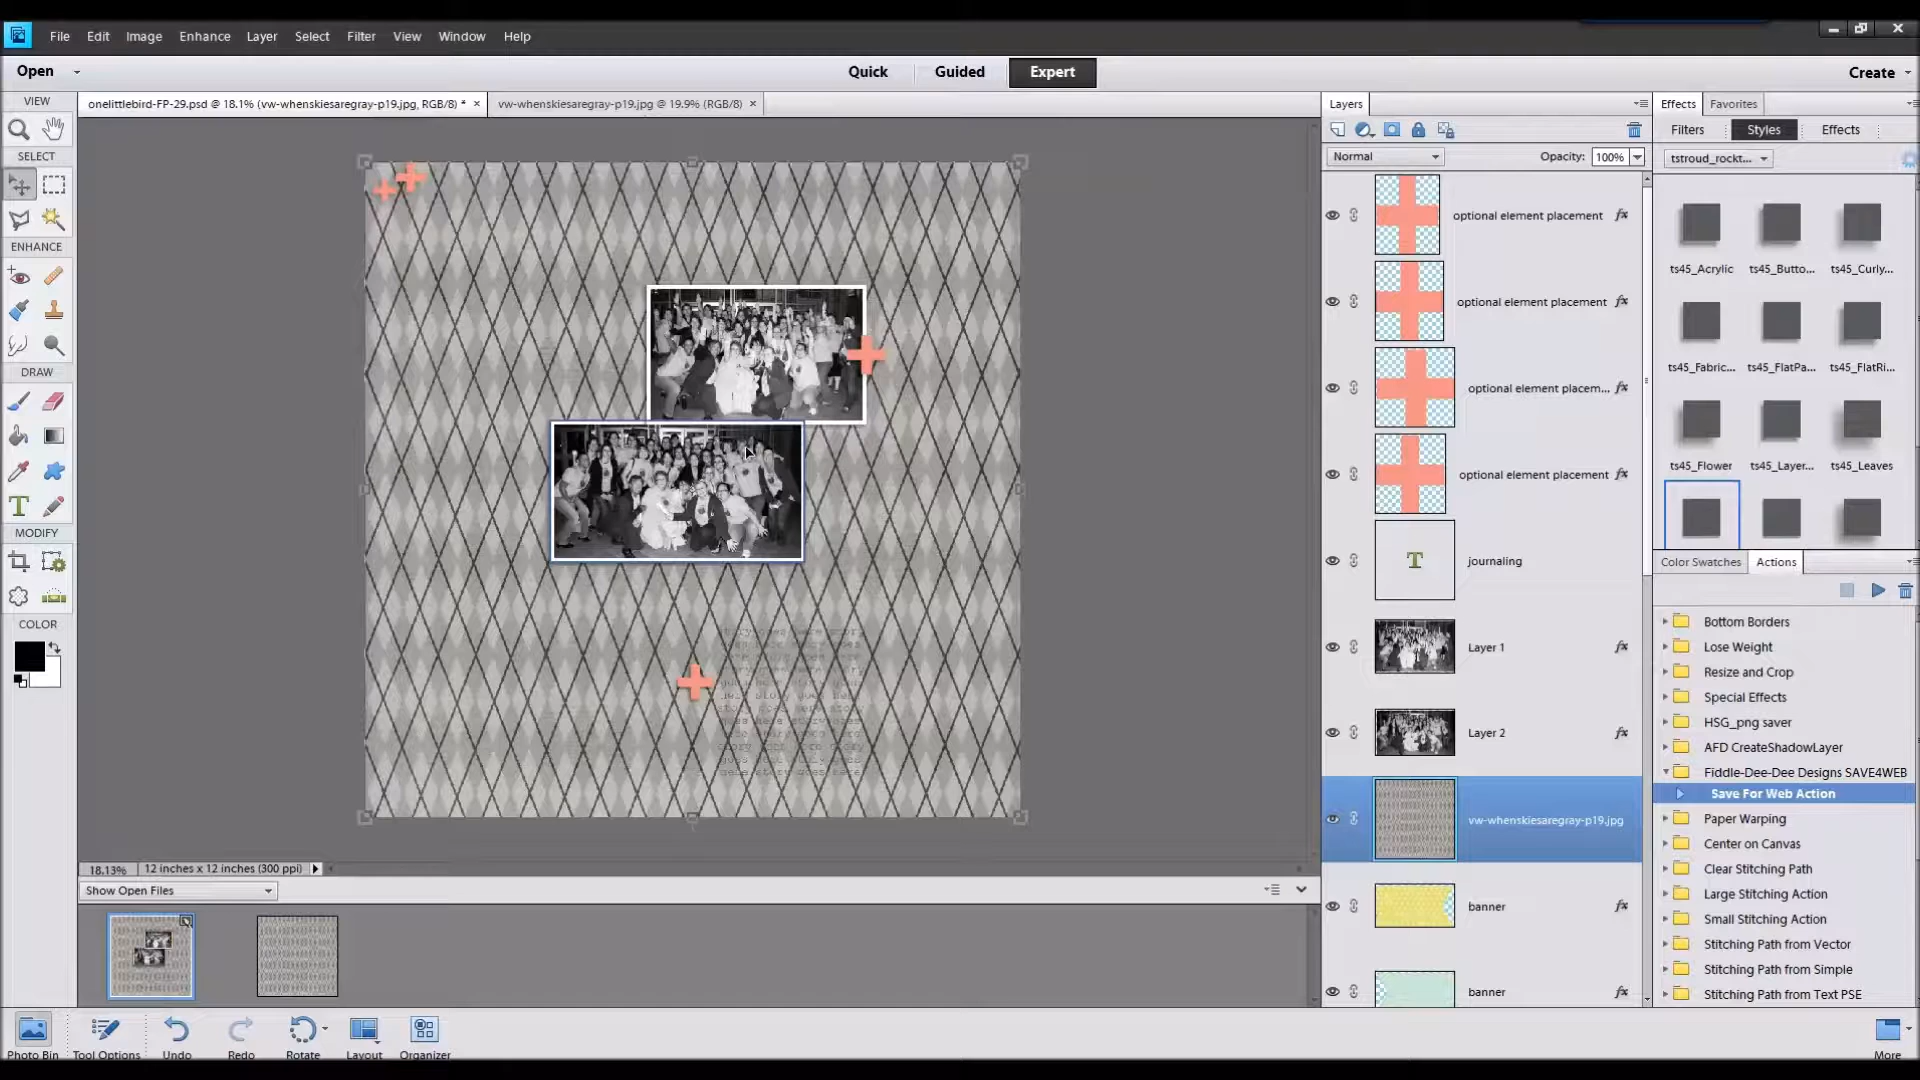 File Edit Image Enhance Layer Select Filter View Window Help
Open Quick Guided Expert Create
VIEW
onelittlebird-FP-29.psd @ 18.1% (vw-whenskiesaregray-p19.jpg, RGB/8) * × vw-whenskiesaregray-p19.jpg @ 19.9% (RGB/8) ×
SELECT
ENHANCE
DRAW
MODIFY
COLOR
18.13% 12 inches x 12 inches (300 ppi)
Show Open Files
Layers
Normal Opacity: 100%
optional element placement fx
optional element placement fx
optional element placem... fx
optional element placement fx
T journaling
Layer 1 fx
Layer 2 fx
vw-whenskiesaregray-p19.jpg
banner fx
banner fx
Effects Favorites
Filters Styles Effects
tstroud_rockt...
ts45_Acrylic ts45_Butto... ts45_Curly...
ts45_Fabric... ts45_FlatPa... ts45_FlatRi...
ts45_Flower ts45_Layer... ts45_Leaves
Color Swatches Actions
Bottom Borders
Lose Weight
Resize and Crop
Special Effects
HSG_png saver
AFD CreateShadowLayer
Fiddle-Dee-Dee Designs SAVE4WEB
Save For Web Action
Paper Warping
Center on Canvas
Clear Stitching Path
Large Stitching Action
Small Stitching Action
Stitching Path from Vector
Stitching Path from Simple
Stitching Path from Text PSE
Photo Bin Tool Options Undo Redo Rotate Layout Organizer More